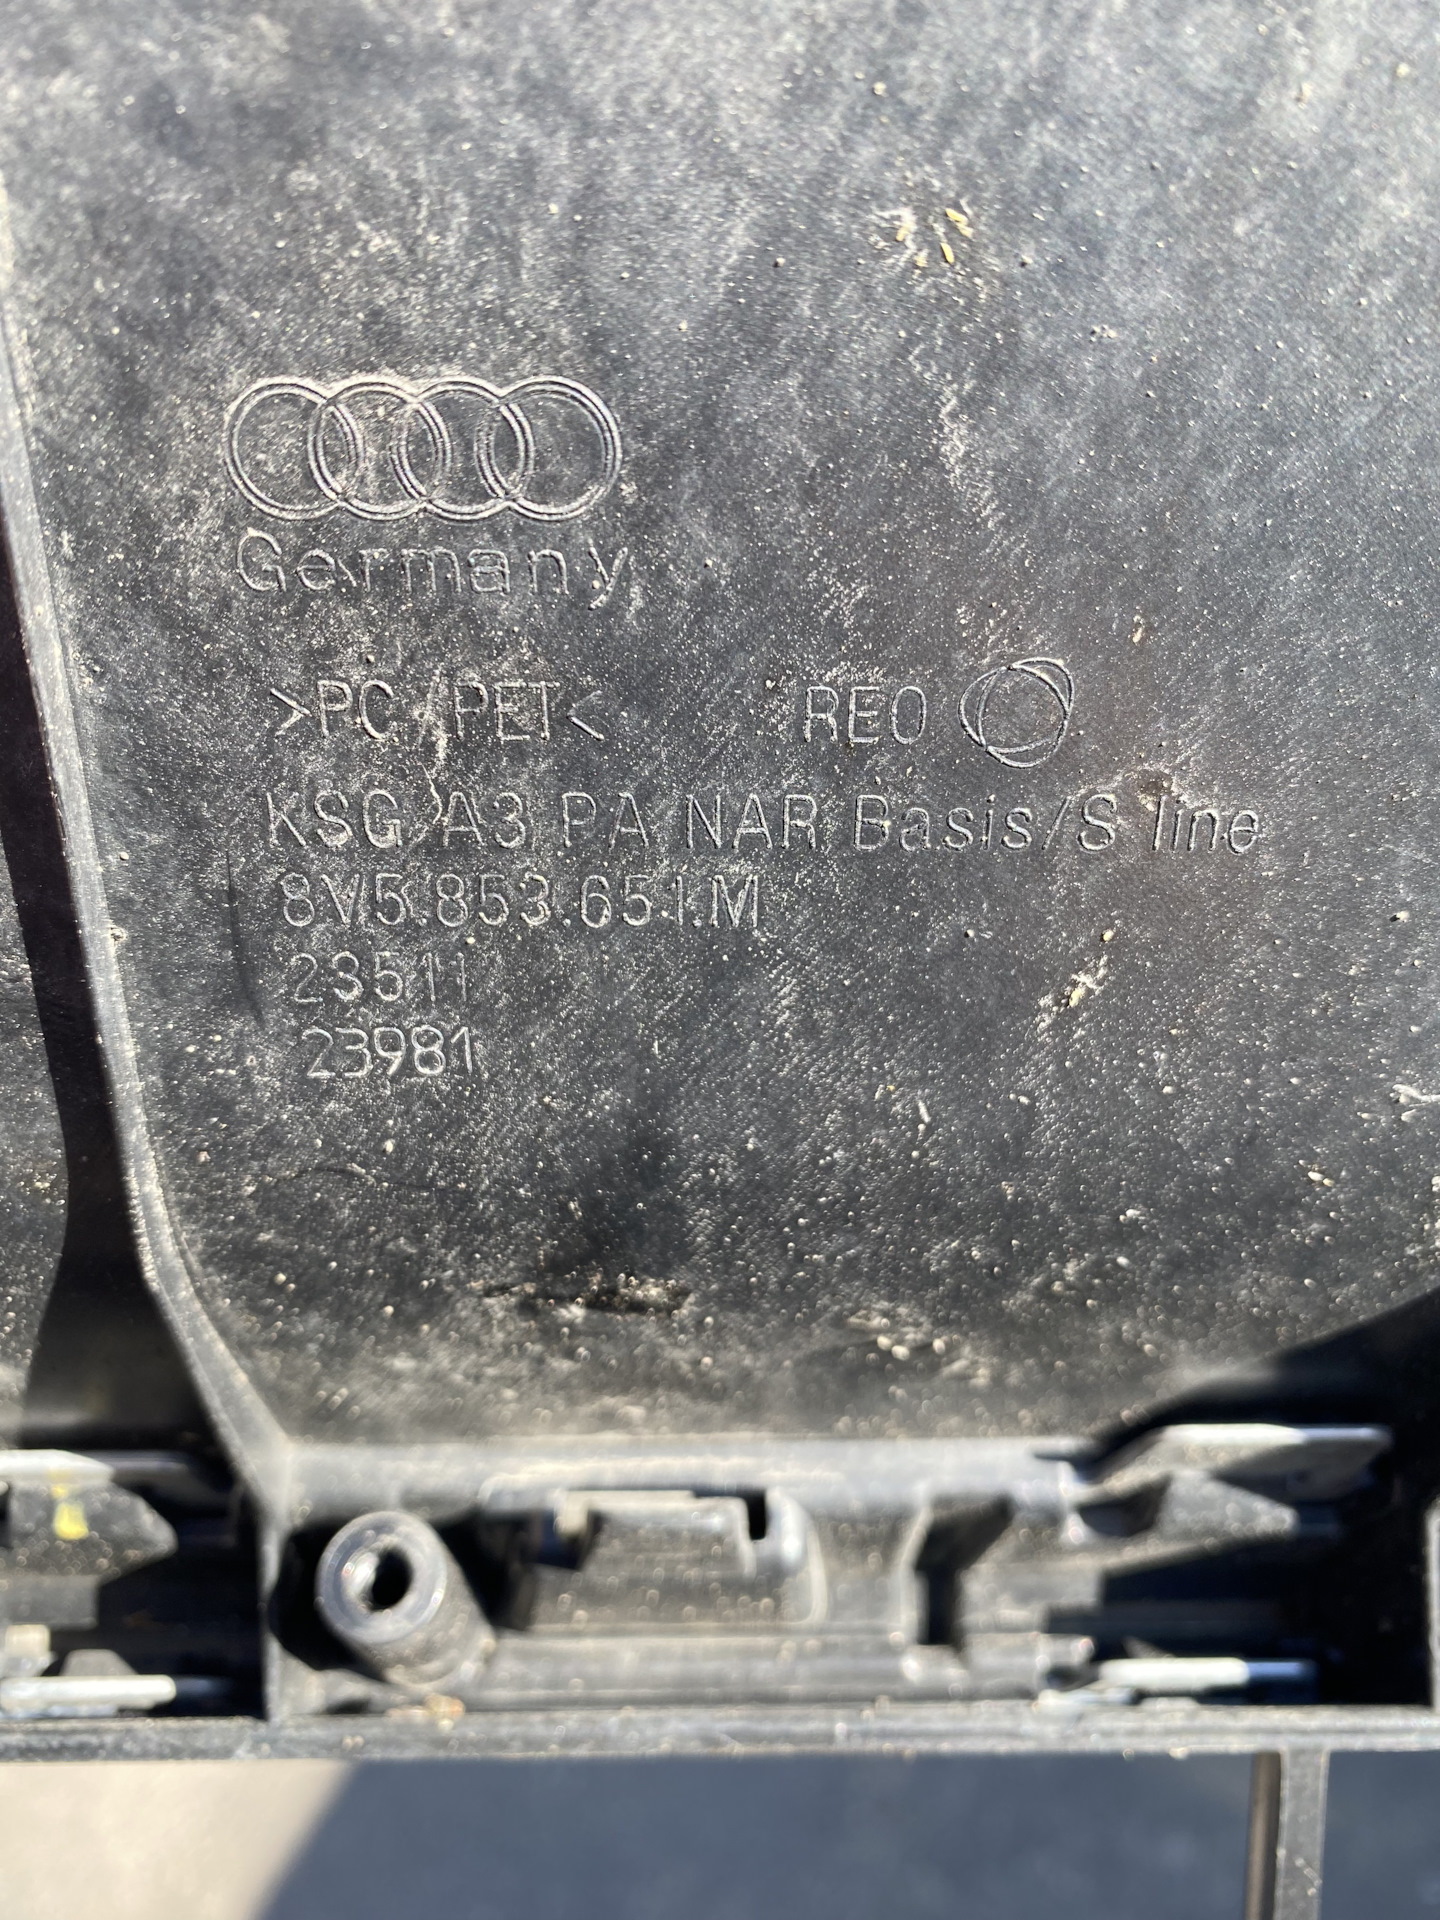 Germany
>PC/PET< REO
KSG A3 PA NAR Basis/S line
8V5.853.651.M
23511
23981